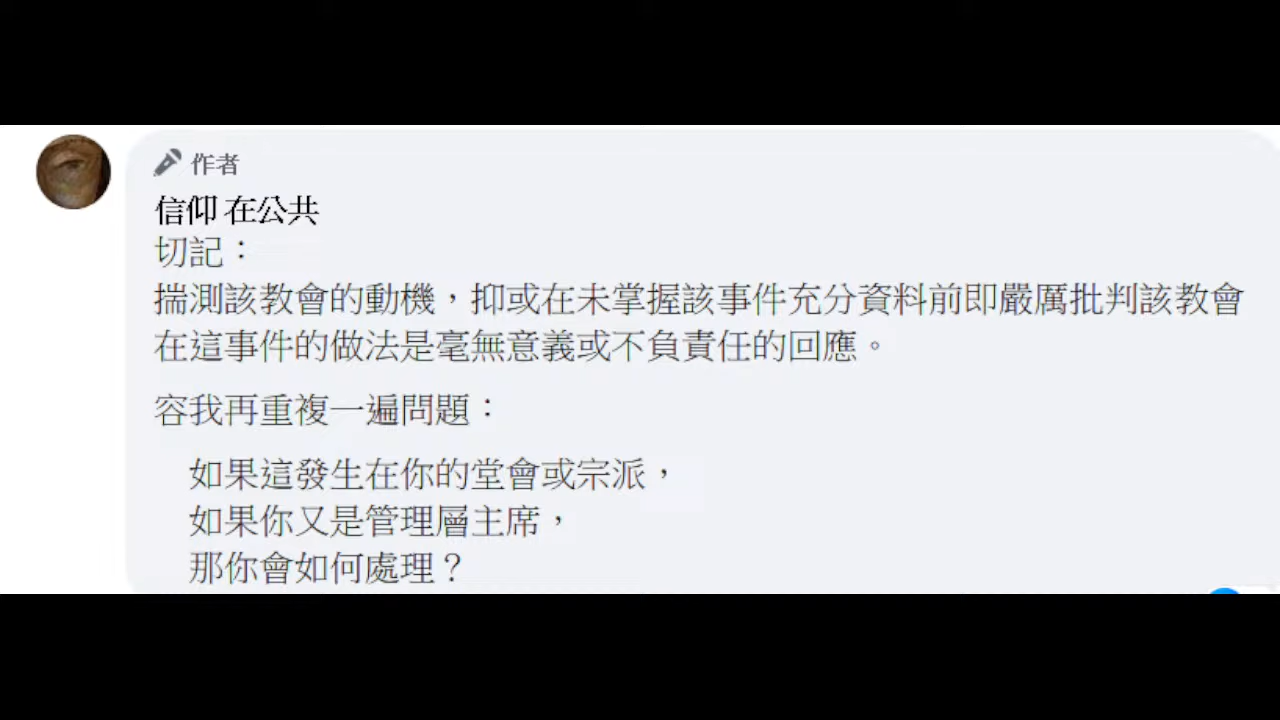 作者
信仰 在公共
切記：
揣測該教會的動機，抑或在未掌握該事件充分資料前即嚴厲批判該教會
在這事件的做法是毫無意義或不負責任的回應。
容我再重複一遍問題：
如果這發生在你的堂會或宗派，
如果你又是管理層主席，
那你會如何處理？